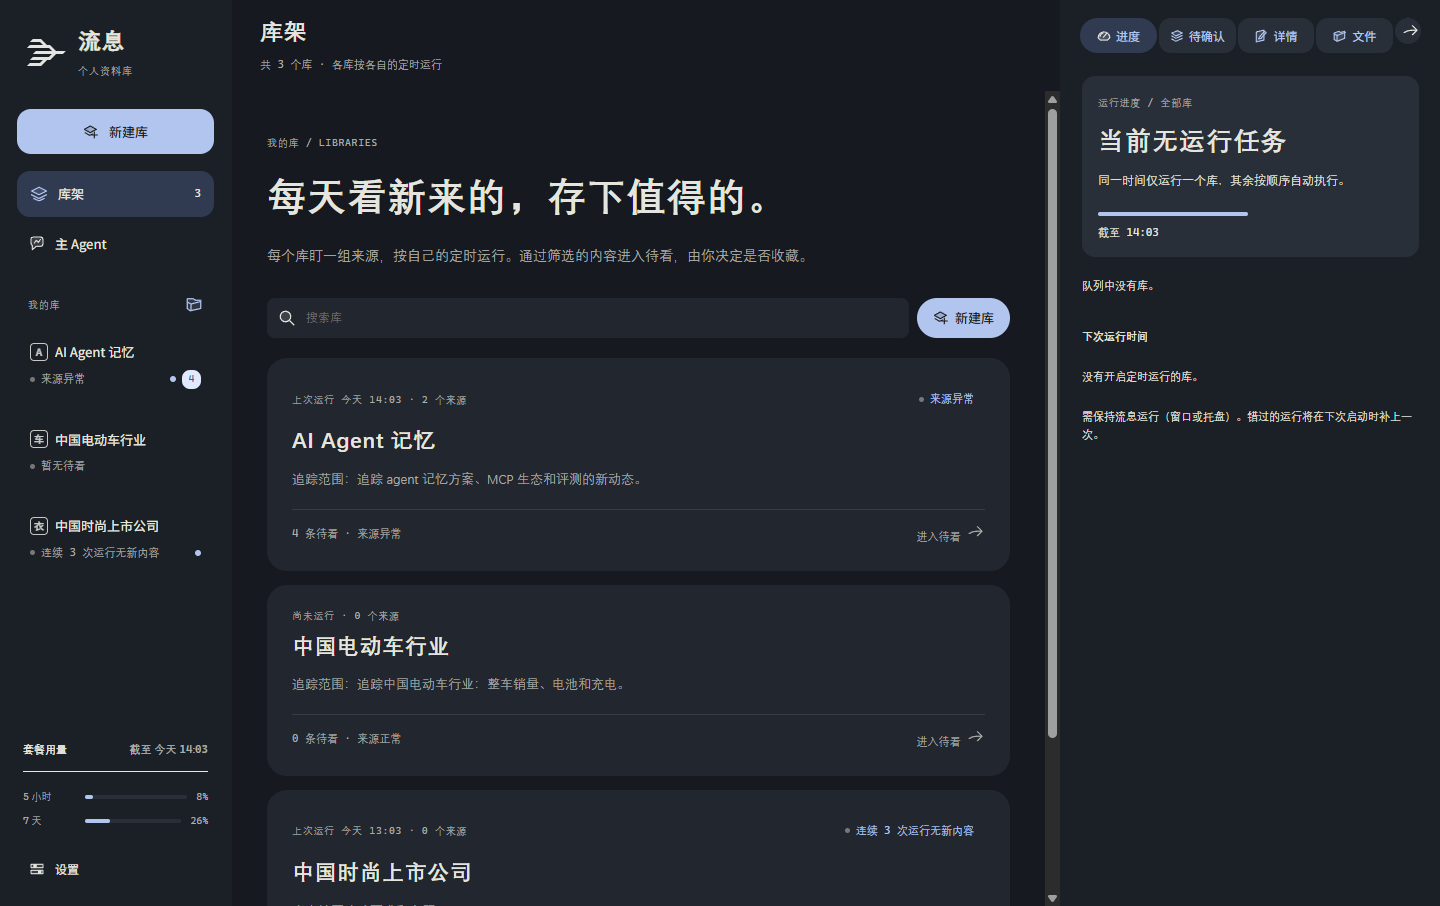 流息
个人资料库
新建库
库架 3
主 Agent
我的库
A AI Agent 记忆
来源异常 4
车 中国电动车行业
暂无待看
衣 中国时尚上市公司
连续 3 次运行无新内容
套餐用量 截至 今天 14:03
5 小时 8%
7 天 26%
设置
库架
共 3 个库 · 各库按各自的定时运行
我的库 / LIBRARIES
每天看新来的，存下值得的。
每个库盯一组来源，按自己的定时运行。通过筛选的内容进入待看，由你决定是否收藏。
搜索库
新建库
上次运行 今天 14:03 · 2 个来源 来源异常
AI Agent 记忆
追踪范围：追踪 agent 记忆方案、MCP 生态和评测的新动态。
4 条待看 · 来源异常 进入待看
尚未运行 · 0 个来源
中国电动车行业
追踪范围：追踪中国电动车行业：整车销量、电池和充电。
0 条待看 · 来源正常 进入待看
上次运行 今天 13:03 · 0 个来源 连续 3 次运行无新内容
中国时尚上市公司
进度 待确认 详情 文件
运行进度 / 全部库
当前无运行任务
同一时间仅运行一个库，其余按顺序自动执行。
截至 14:03
队列中没有库。
下次运行时间
没有开启定时运行的库。
需保持流息运行（窗口或托盘）。错过的运行将在下次启动时补上一
次。